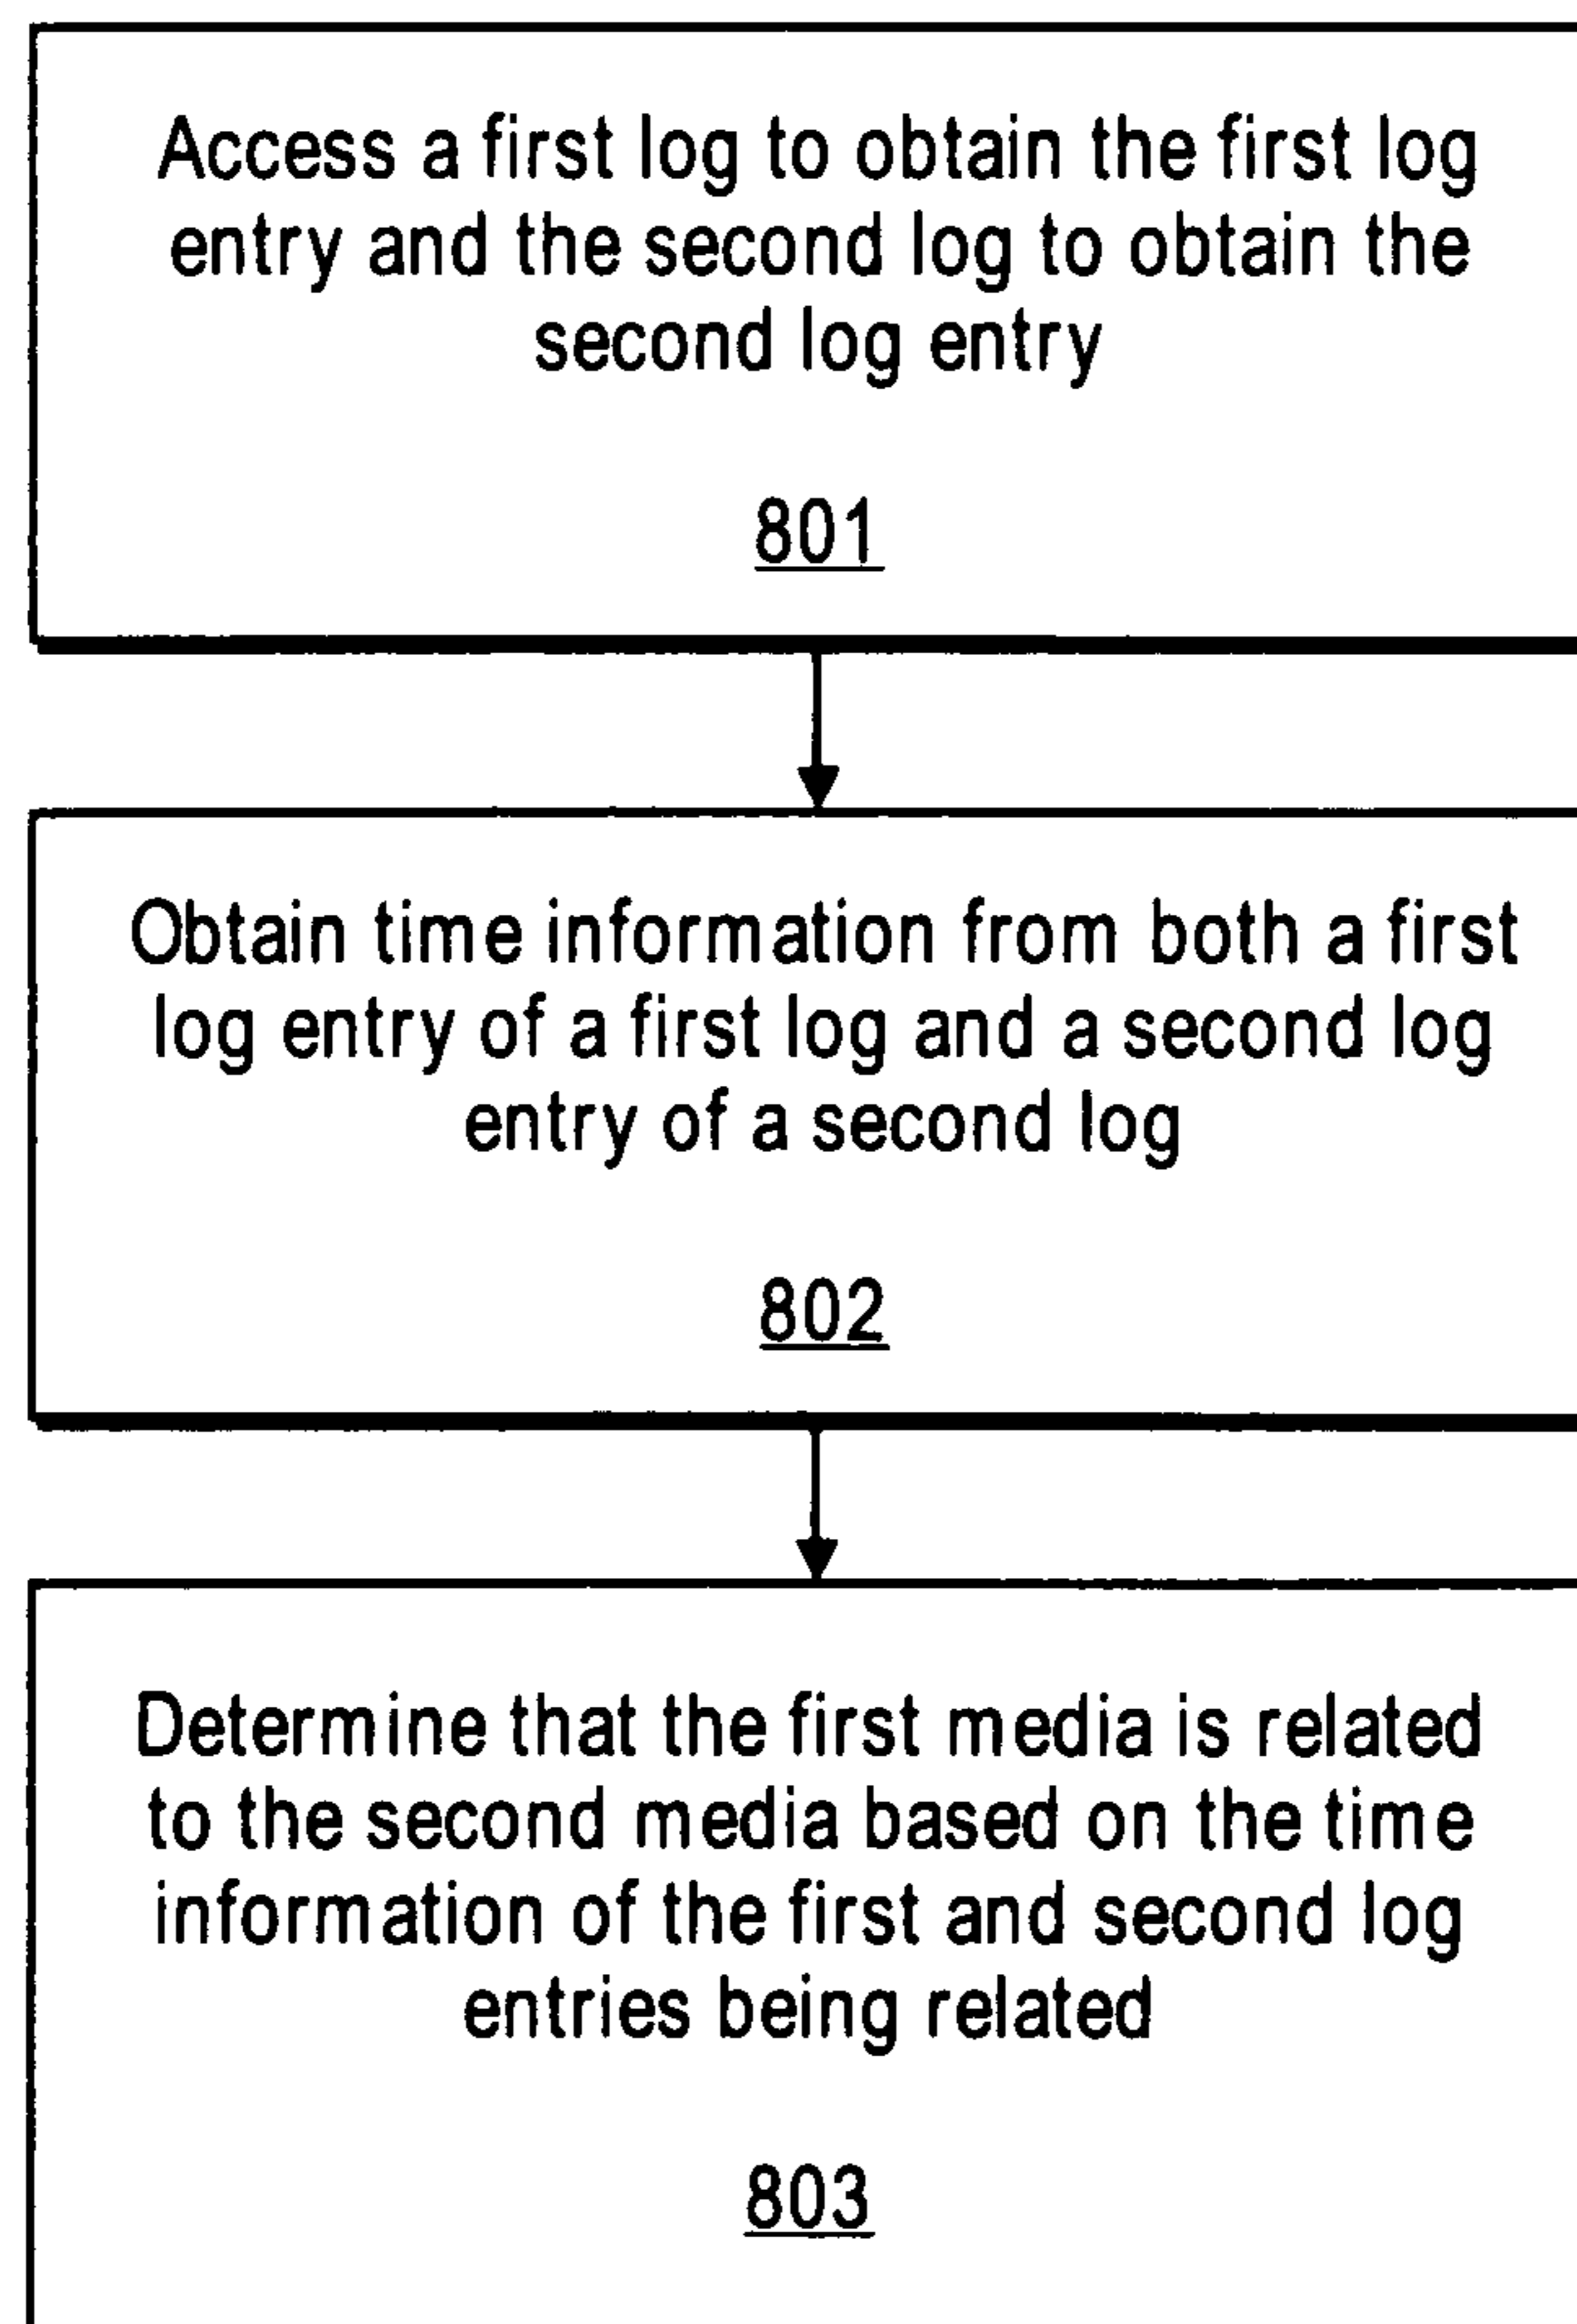 Access a first log to obtain the first log
entry and the second log to obtain the
second log entry
801
Obtain time information from both a first
log entry of a first log and a second log
entry of a second log
802
Determine that the first media is related
to the second media based on the time
information of the first and second log
entries being related
803